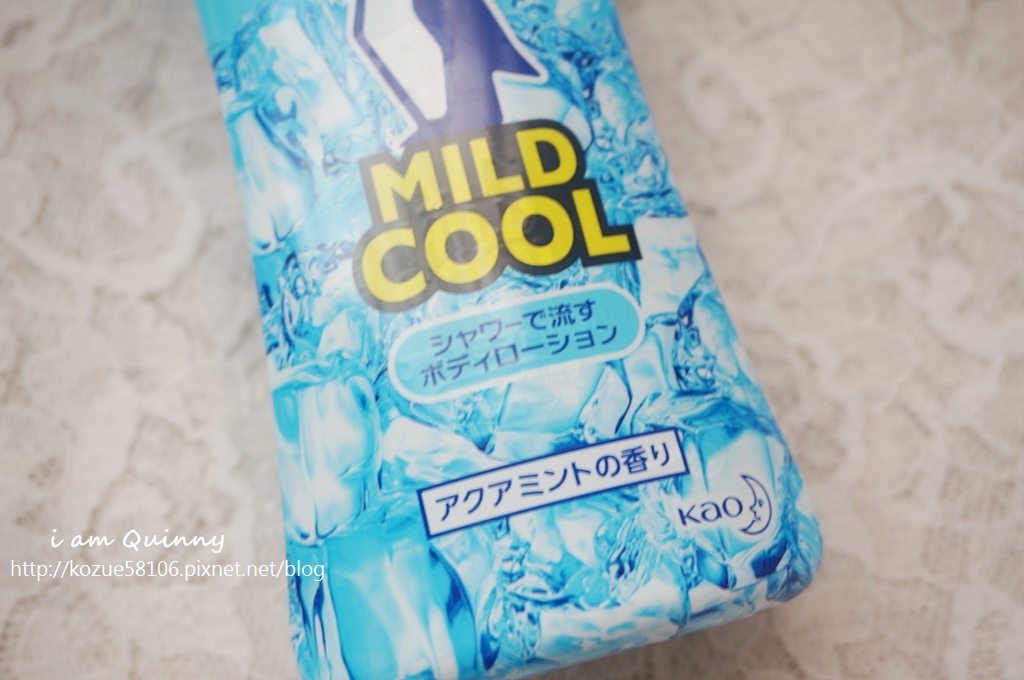 MILD
COOL
シャワーで流す
ボディローション
アクアミントの香り
Kao
i am Quinny
http://kozue58106.pixnet.net/blog